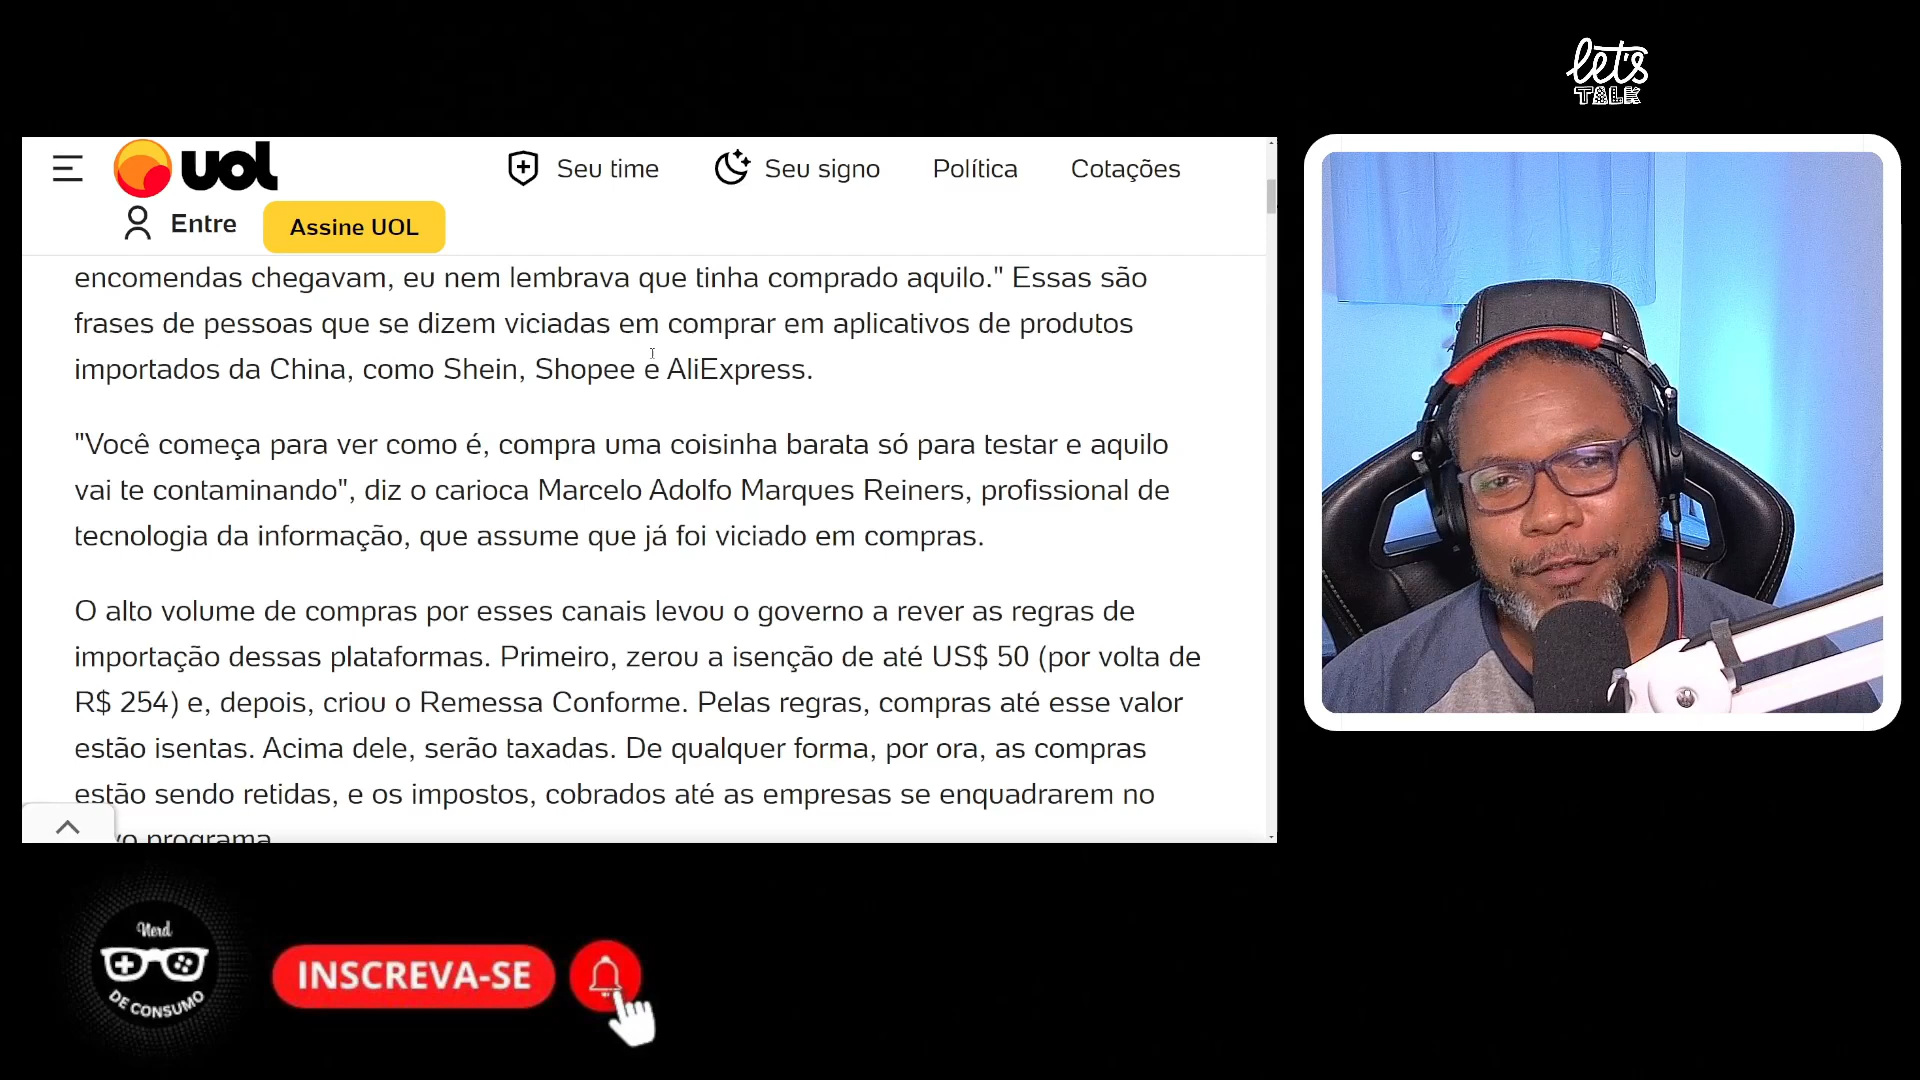 let's
TALK
uol
Seu time
Seu signo
Política
Cotações
Entre
Assine UOL
encomendas chegavam, eu nem lembrava que tinha comprado aquilo." Essas são
frases de pessoas que se dizem viciadas em comprar em aplicativos de produtos
importados da China, como Shein, Shopee e AliExpress.
"Você começa para ver como é, compra uma coisinha barata só para testar e aquilo
vai te contaminando", diz o carioca Marcelo Adolfo Marques Reiners, profissional de
tecnologia da informação, que assume que já foi viciado em compras.
O alto volume de compras por esses canais levou o governo a rever as regras de
importação dessas plataformas. Primeiro, zerou a isenção de até US$ 50 (por volta de
R$ 254) e, depois, criou o Remessa Conforme. Pelas regras, compras até esse valor
estão isentas. Acima dele, serão taxadas. De qualquer forma, por ora, as compras
estão sendo retidas, e os impostos, cobrados até as empresas se enquadrarem no
programa
Nerd
DE CONSUMO
INSCREVA-SE